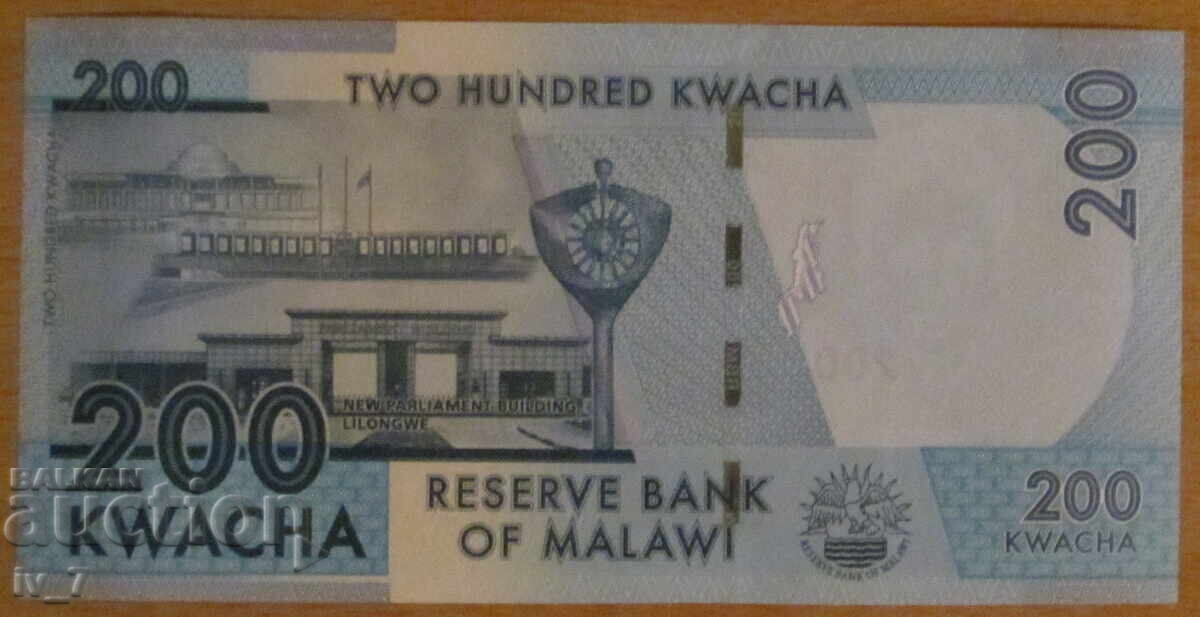 200
TWO HUNDRED KWACHA
200
TWO HUNDRED KWACHA
NEW PARLIAMENT BUILDING
LILONGWE
200
KWACHA
RESERVE BANK
OF MALAWI
RESERVE BANK OF MALAWI
200
KWACHA
BALKAN
auction
iv_7